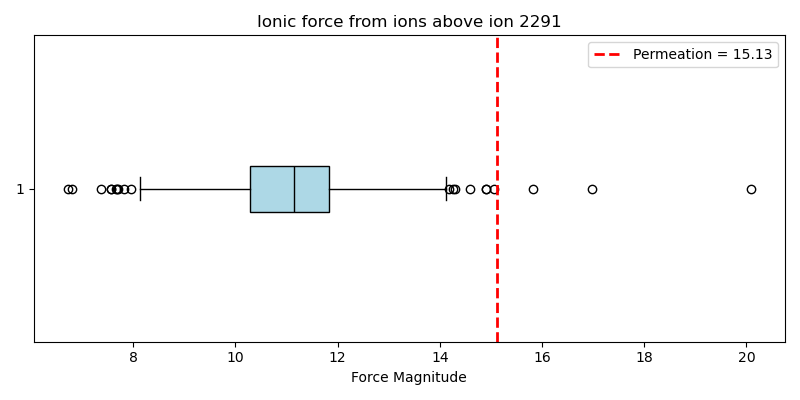 Ionic force from ions above ion 2291
Permeation = 15.13
1
8 10 12 14 16 18 20
Force Magnitude